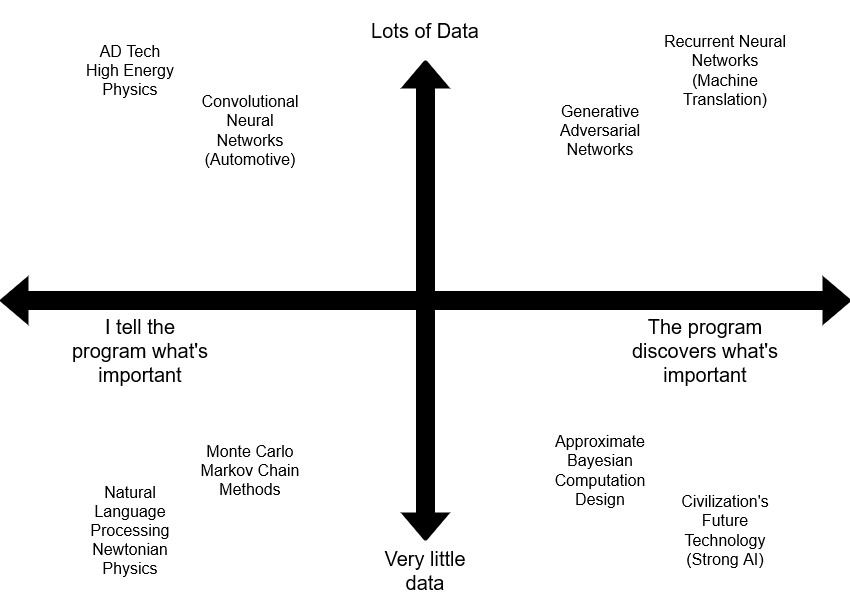 Lots of Data
AD Tech
High Energy
Physics
Convolutional
Neural
Networks
(Automotive)
Generative
Adversarial
Networks
Recurrent Neural
Networks
(Machine
Translation)
I tell the
program what's
important
The program
discovers what's
important
Natural
Language
Processing
Newtonian
Physics
Monte Carlo
Markov Chain
Methods
Approximate
Bayesian
Computation
Design
Civilization's
Future
Technology
(Strong AI)
Very little
data